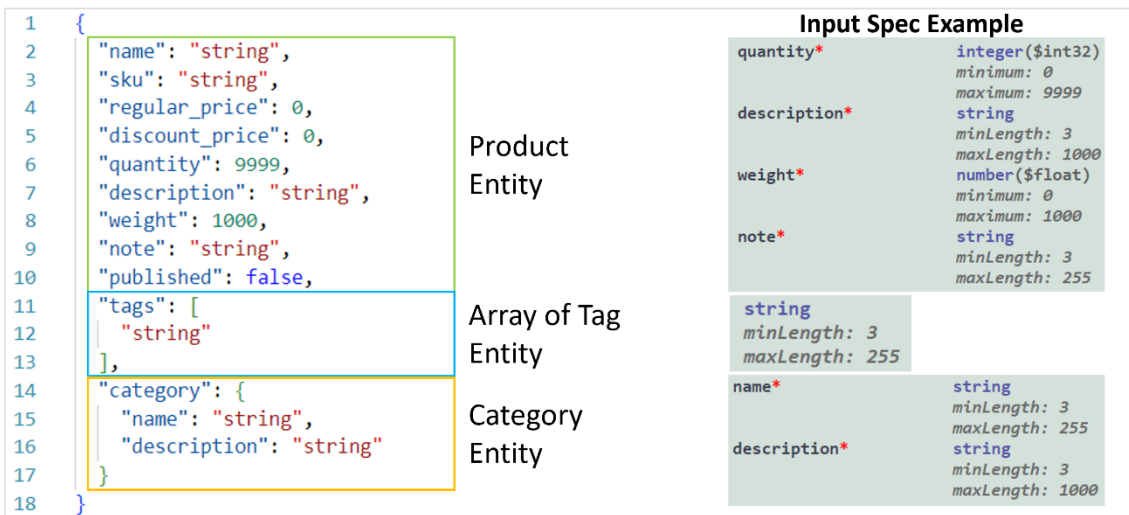 1 {
2 "name": "string",
3 "sku": "string",
4 "regular_price": 0,
5 "discount_price": 0,
6 "quantity": 9999,
7 "description": "string",
8 "weight": 1000,
9 "note": "string",
10 "published": false,
11 "tags": [
12 "string"
13 ],
14 "category": {
15 "name": "string",
16 "description": "string"
17 }
18 }
Product
Entity
Array of Tag
Entity
Category
Entity
Input Spec Example
quantity* integer($int32)
minimum: 0
maximum: 9999
description* string
minLength: 3
maxLength: 1000
weight* number($float)
minimum: 0
maximum: 1000
note* string
minLength: 3
maxLength: 255
string
minLength: 3
maxLength: 255
name* string
minLength: 3
maxLength: 255
description* string
minLength: 3
maxLength: 1000